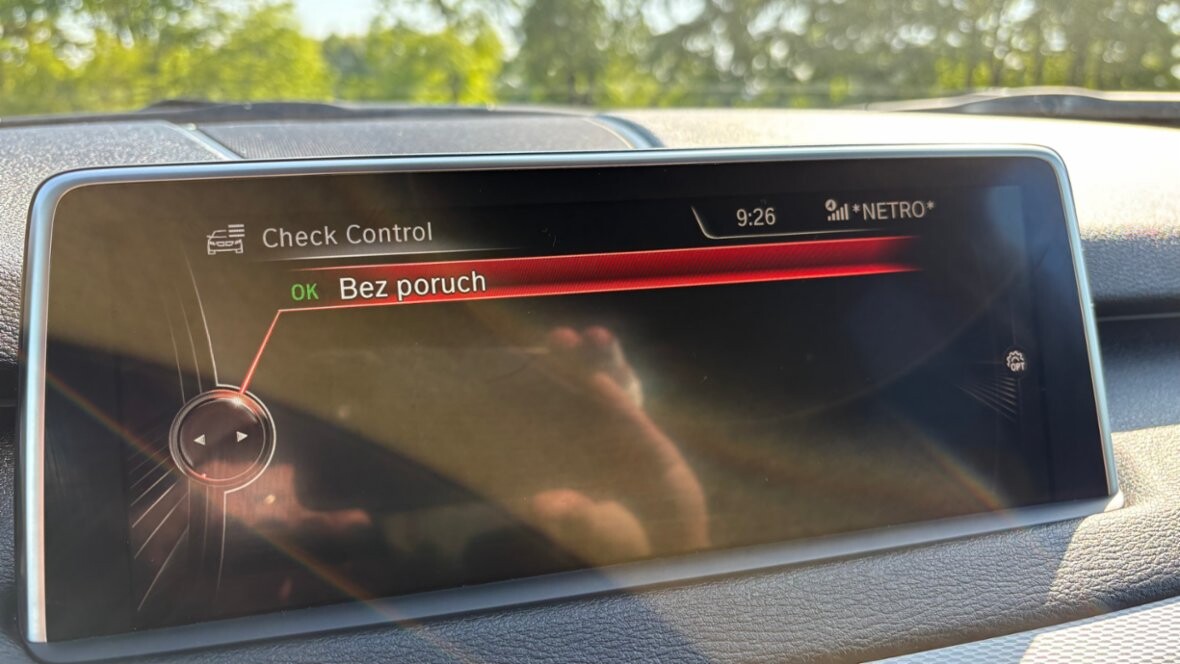 Check Control
9:26
*NETRO*
OK Bez poruch
OPT